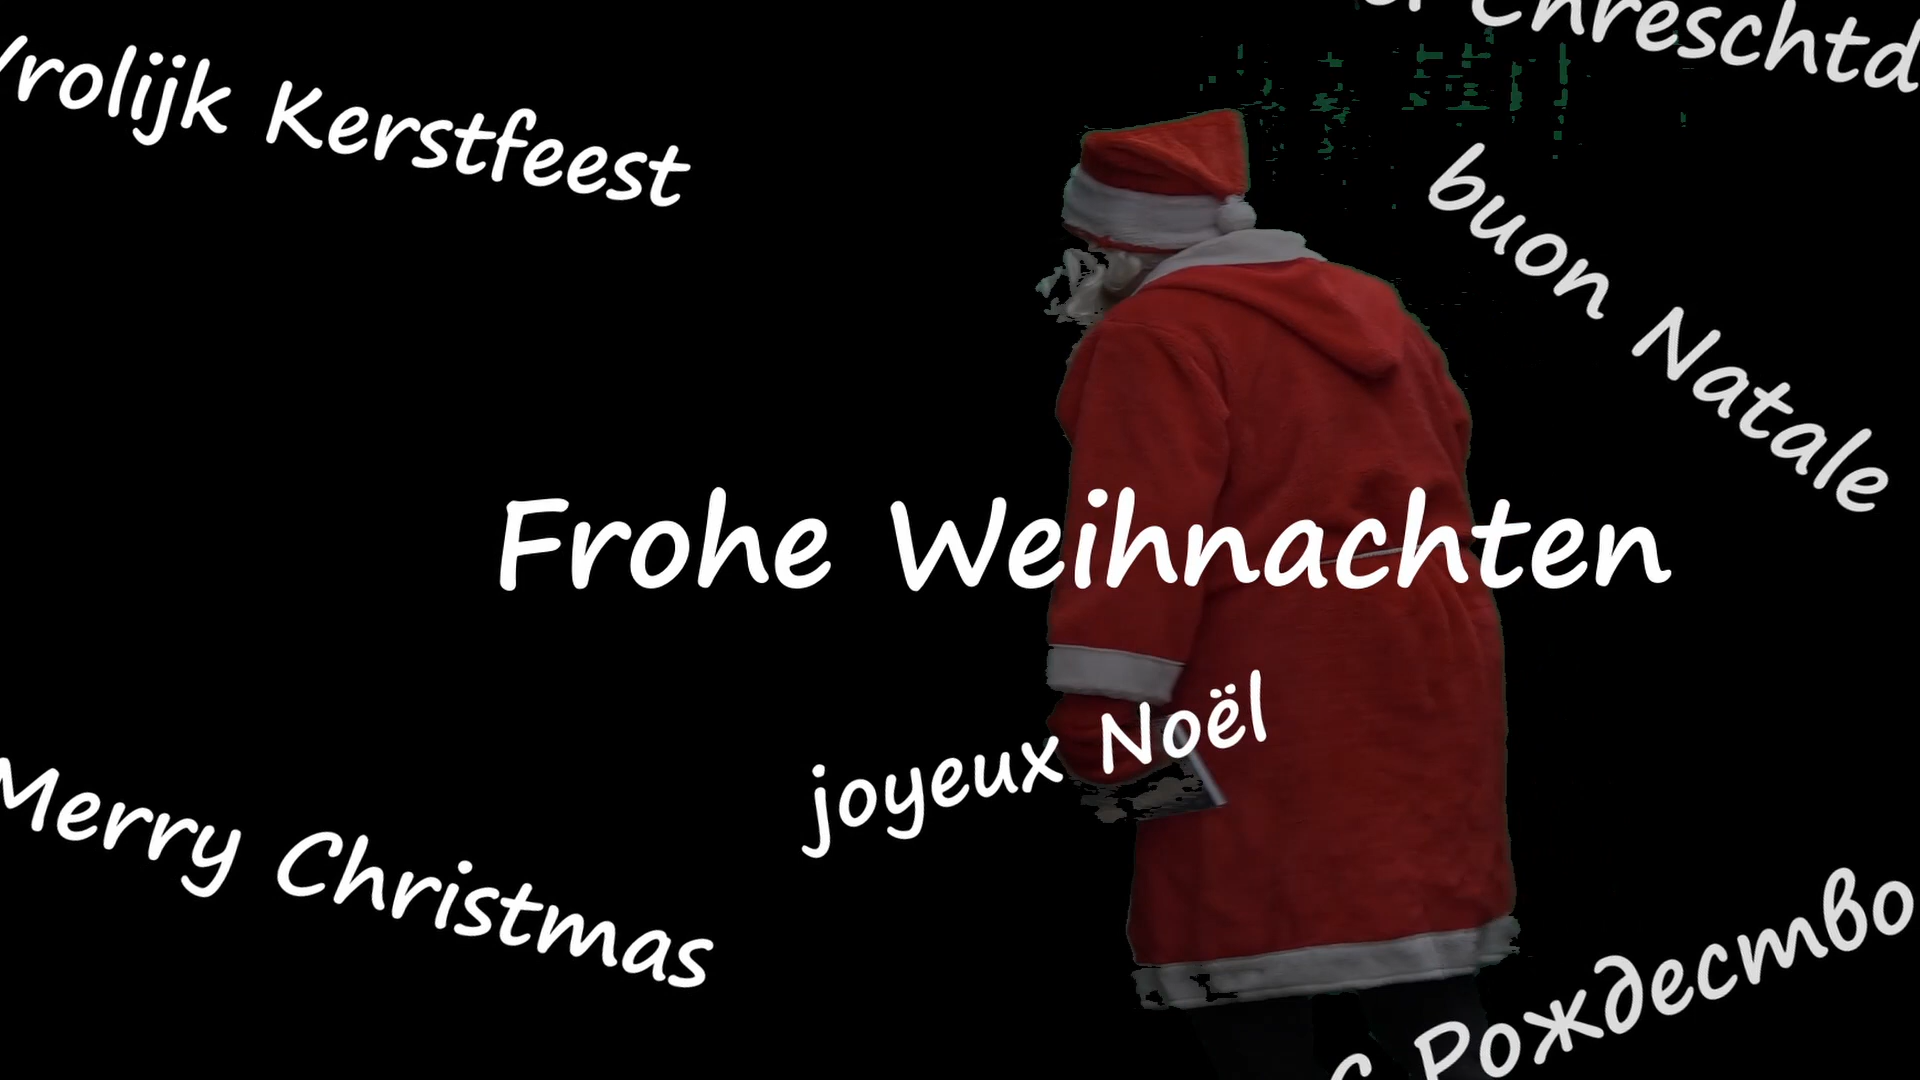 Vrolijk Kerstfeest
buon Natale
Frohe Weihnachten
joyeux Noël
Merry Christmas
с Рождество